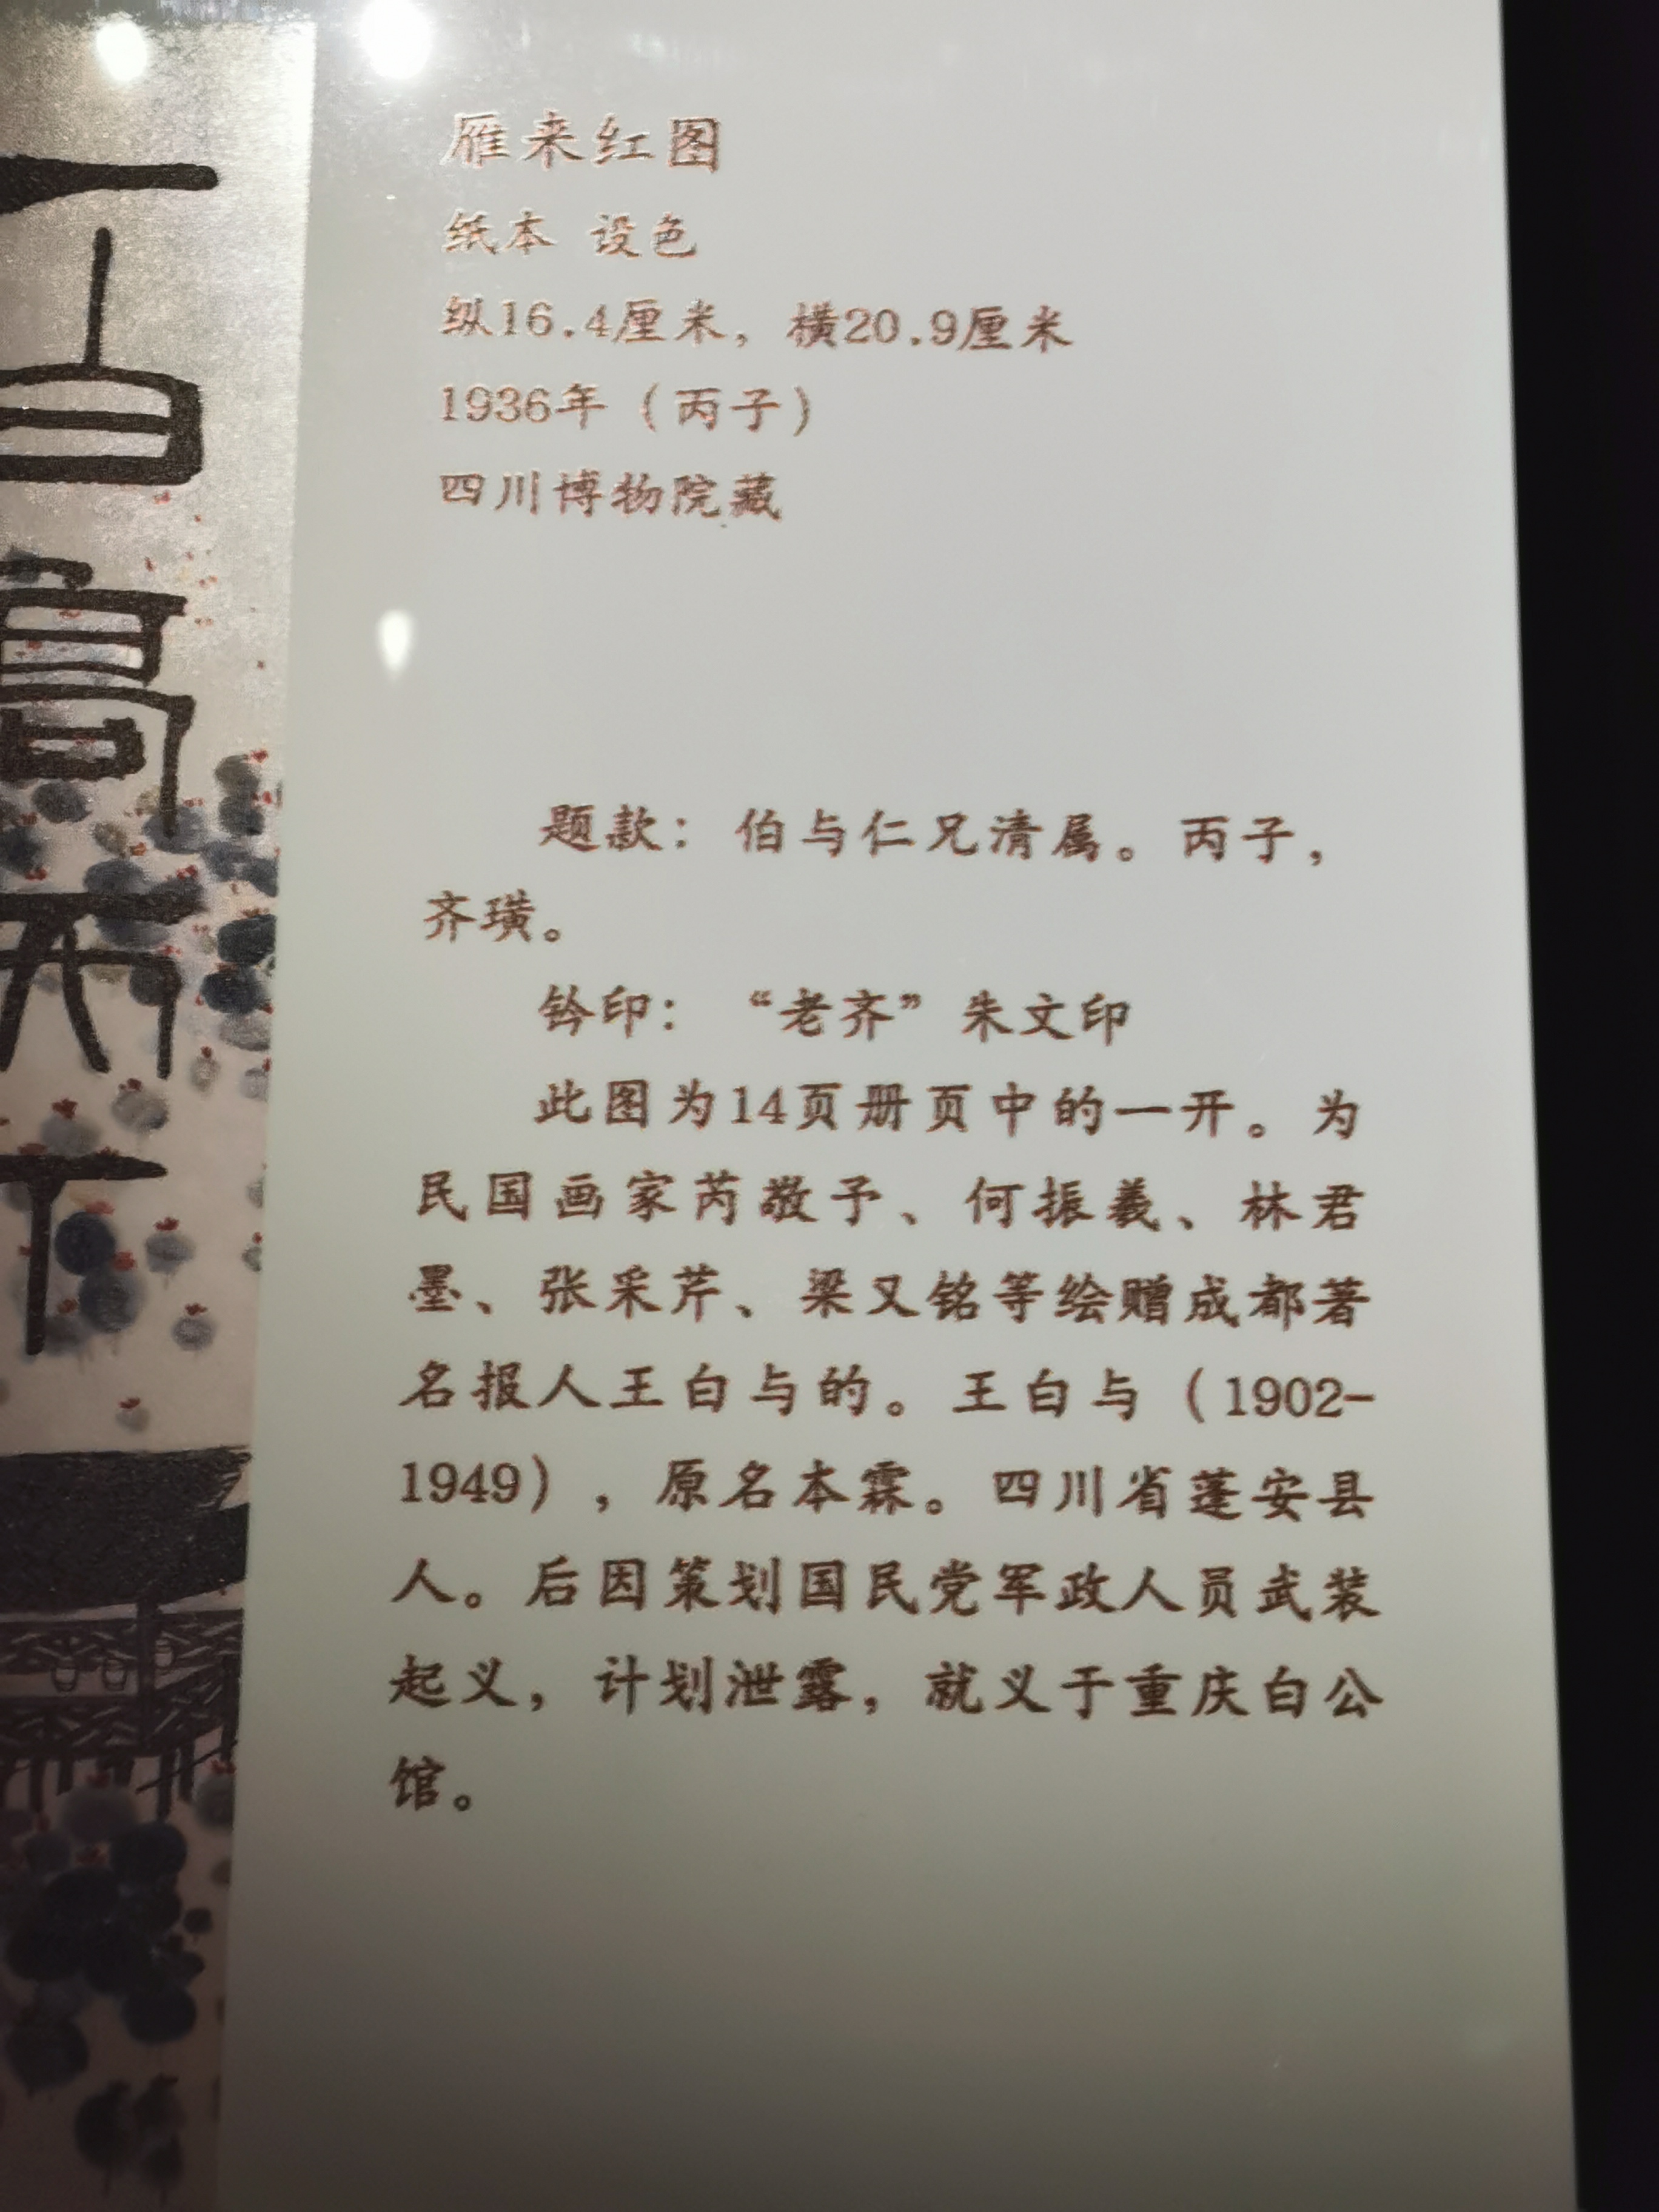 雁来红图
纸本 设色
纵16.4厘米，横20.9厘米
1936年（丙子）
四川博物院藏
题款：伯与仁兄清属。丙子，
齐璜。
钤印：“老齐”朱文印
此图为14页册页中的一开。为
民国画家芮敬予、何振羲、林君
墨、张采芹、梁又铭等绘赠成都著
名报人王白与的。王白与（1902-
1949），原名本霖。四川省蓬安县
人。后因策划国民党军政人员武装
起义，计划泄露，就义于重庆白公
馆。